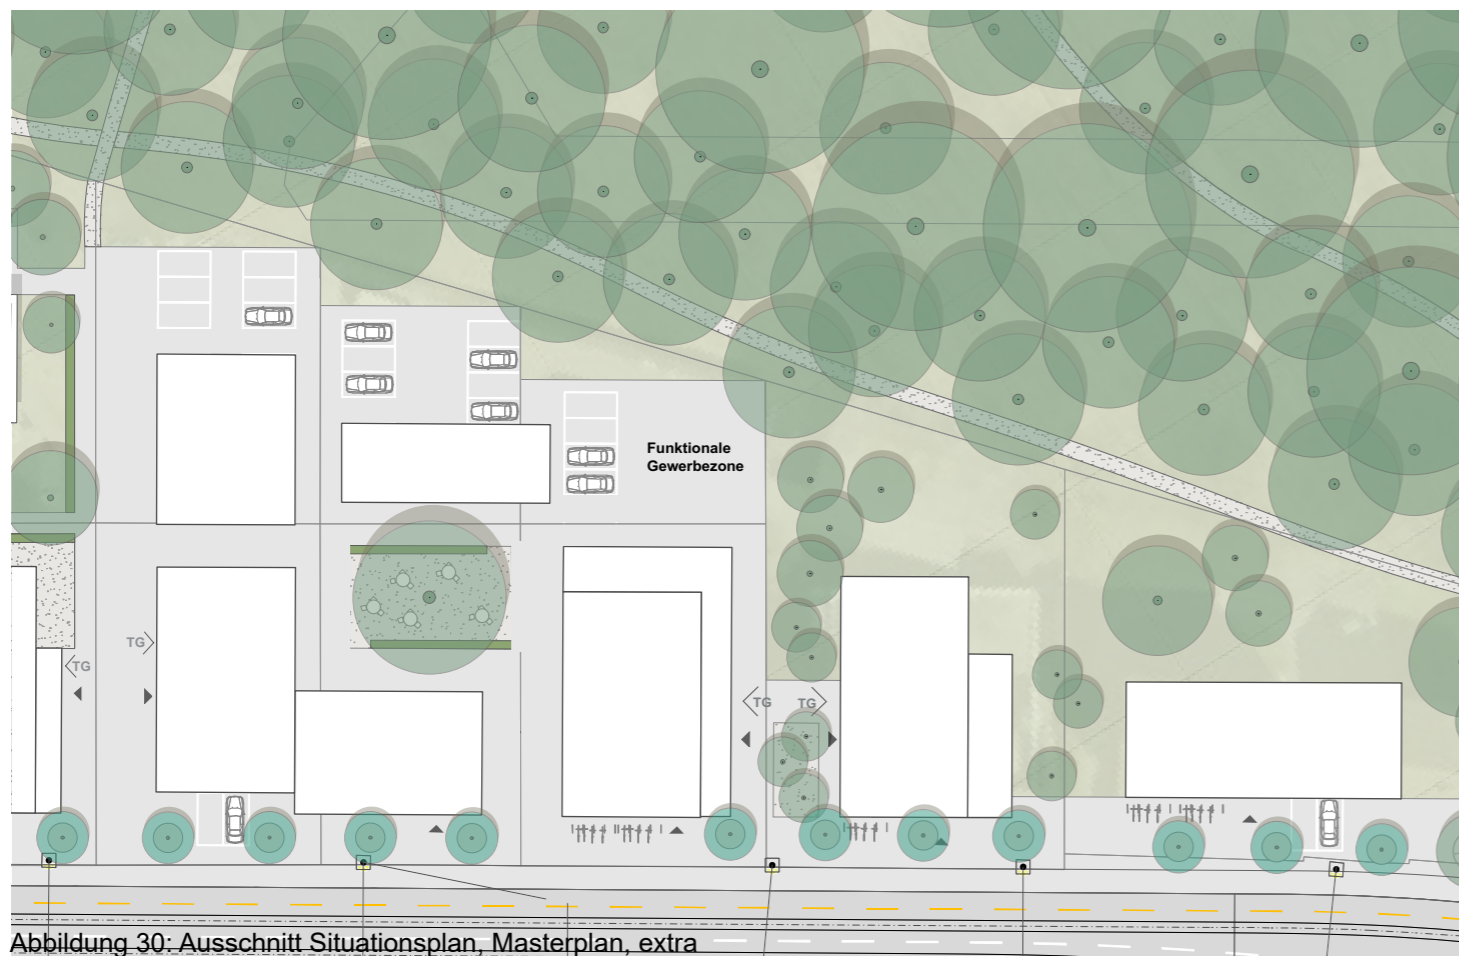 Funktionale
Gewerbezone
TG
TG
TG
TG
Abbildung 30: Ausschnitt Situationsplan, Masterplan, extra